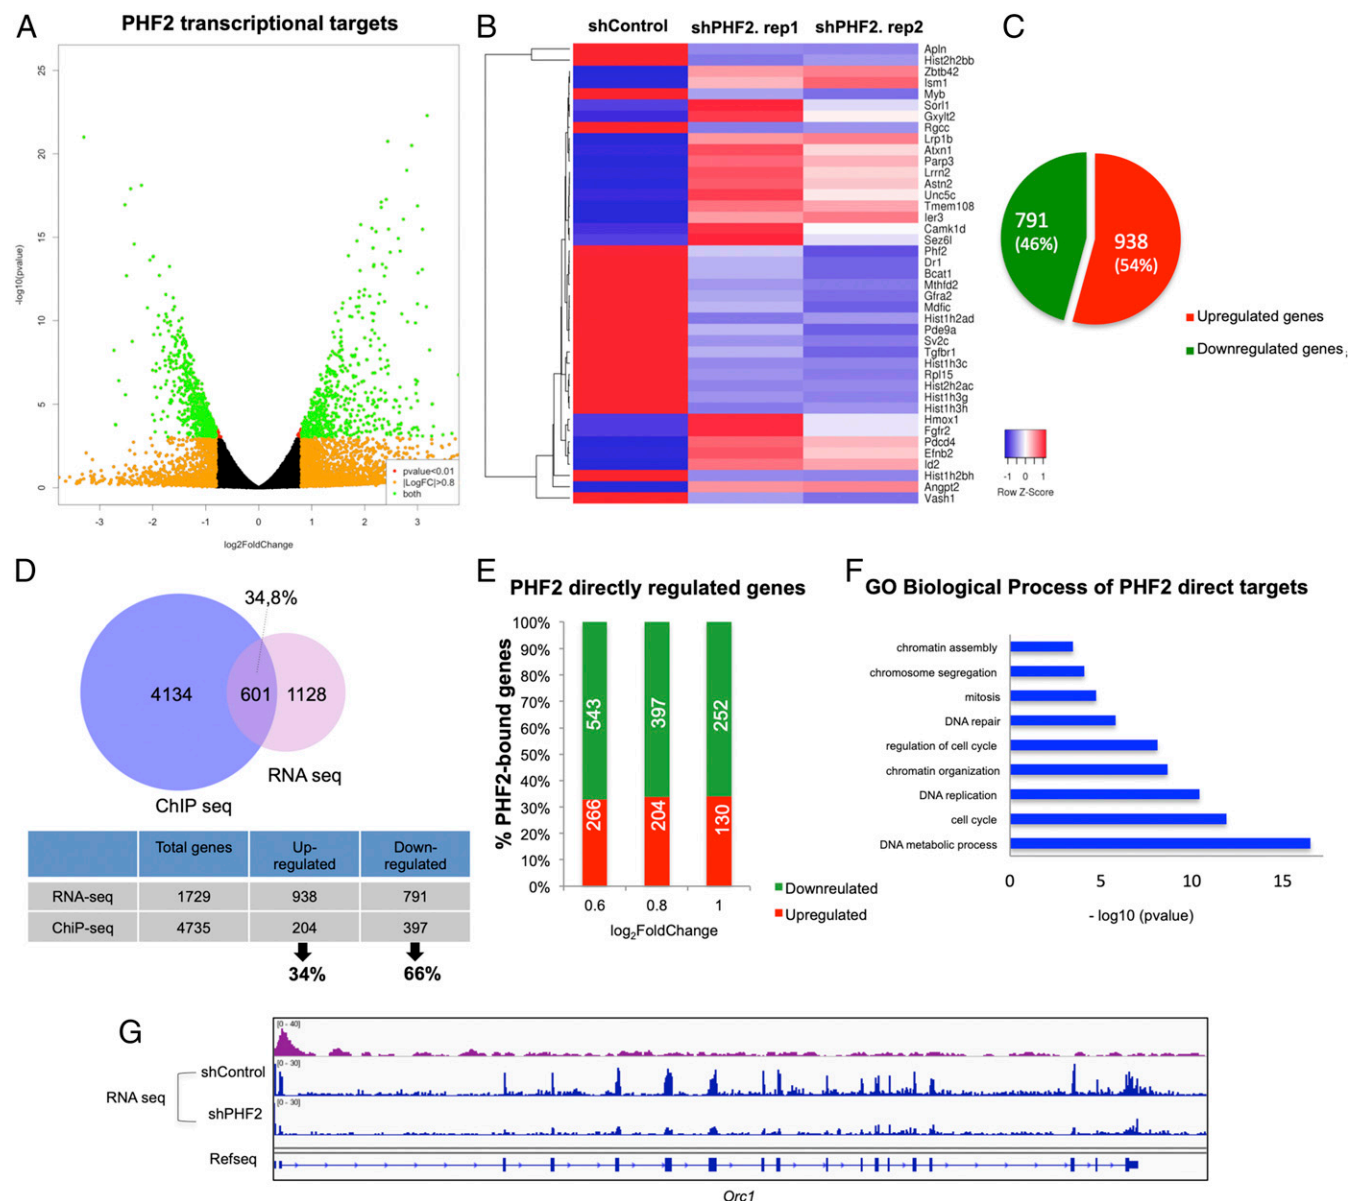 A
PHF2 transcriptional targets
25
20
15
10
5
0
-log10(pvalue)
-3
-2
-1
0
1
2
3
log2FoldChange
pvalue<0.01
|LogFC|>0.8
both
B
shControl
shPHF2. rep1
shPHF2. rep2
Apln
Hist2h2bb
Zbtb42
Ism1
Myb
Sorl1
Gxylt2
Rgcc
Lrp1b
Atxn1
Parp3
Lrrn2
Astn2
Unc5c
Tmem108
Ier3
Camk1d
Sez6l
Phf2
Dr1
Bcat1
Mthfd2
Gfra2
Mdfic
Hist1h2ad
Pde9a
Sv2c
Tgfbr1
Hist1h3c
Rpl15
Hist2h2ac
Hist1h3g
Hist1h3h
Hmox1
Fgfr2
Pdcd4
Efnb2
Id2
Hist1h2bh
Angpt2
Vash1
-1 0 1
Row Z-Score
C
791
(46%)
938
(54%)
Upregulated genes
Downregulated genes
D
34,8%
4134
601
1128
RNA seq
ChIP seq
Total genes
Up-
regulated
Down-
regulated
RNA-seq 1729 938 791
ChiP-seq 4735 204 397
34%
66%
E
PHF2 directly regulated genes
% PHF2-bound genes
100%
90%
80%
70%
60%
50%
40%
30%
20%
10%
0%
543
397
252
266
204
130
0.6
0.8
1
log2FoldChange
Downreulated
Upregulated
F
GO Biological Process of PHF2 direct targets
chromatin assembly
chromosome segregation
mitosis
DNA repair
regulation of cell cycle
chromatin organization
DNA replication
cell cycle
DNA metabolic process
0
5
10
15
- log10 (pvalue)
G
[0 - 40]
RNA seq
shControl
[0 - 30]
shPHF2
[0 - 30]
Refseq
Orc1